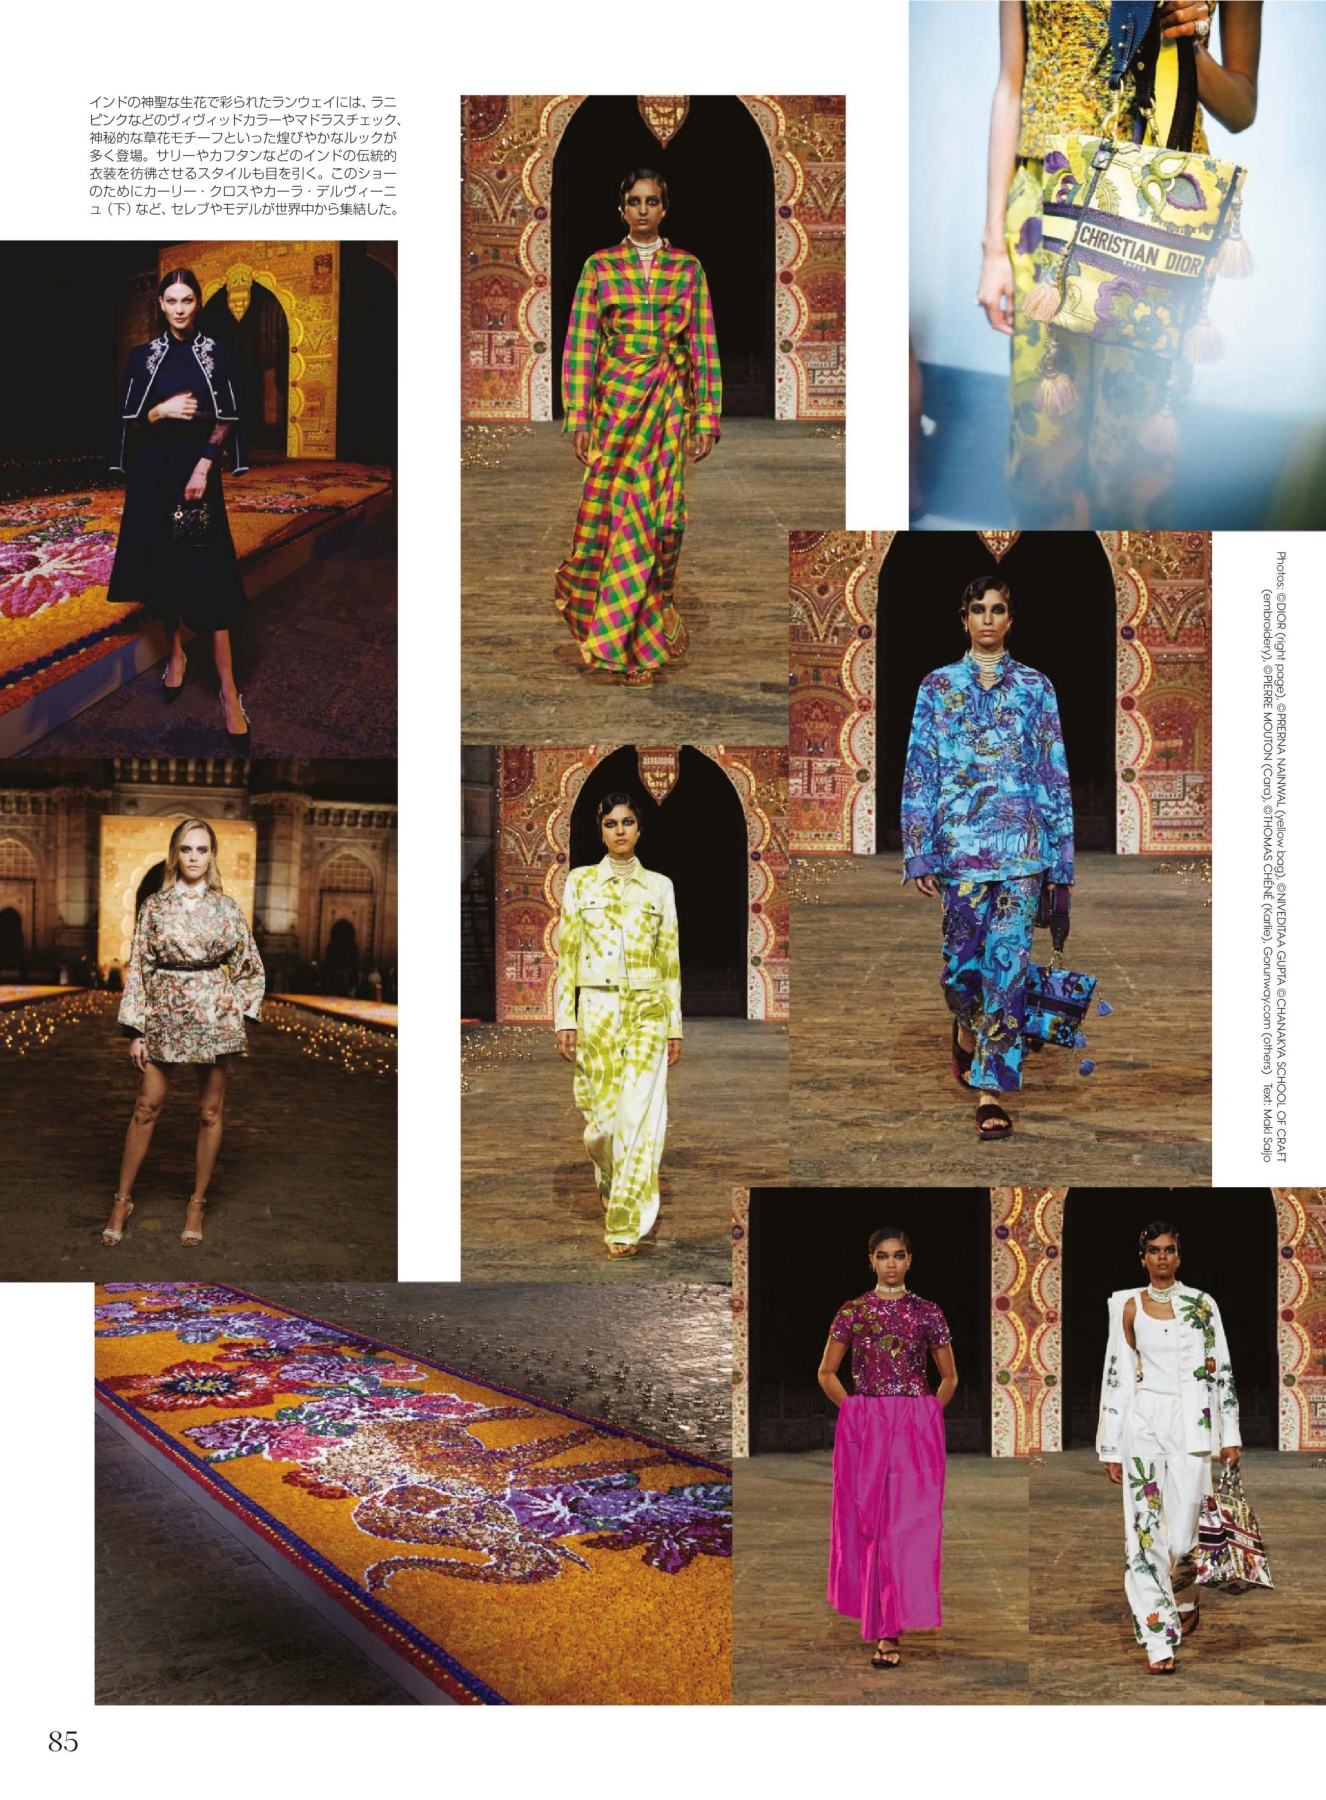 インドの神聖な生花で彩られたランウェイには、ラニ
ピンクなどのヴィヴィッドカラーやマドラスチェック、
神秘的な草花モチーフといった煌びやかなルックが
多く登場。サリーやカフタンなどのインドの伝統的
衣装を彷彿させるスタイルも目を引く。このショー
のためにカーリー・クロスやカーラ・デルヴィーニ
ュ（下）など、セレブやモデルが世界中から集結した。
CHRISTIAN DIOR
PARIS
Photos: ©DIOR (right page), ©PRERNA NAINWAL (yellow bag), ©NIVEDITAA GUPTA ©CHANAKYA SCHOOL OF CRAFT
(embroidery), ©PIERRE MOUTON (Cara), ©THOMAS CHÉNÉ (Karlie), Gorunway.com (others) Text: Maki Saijo
85